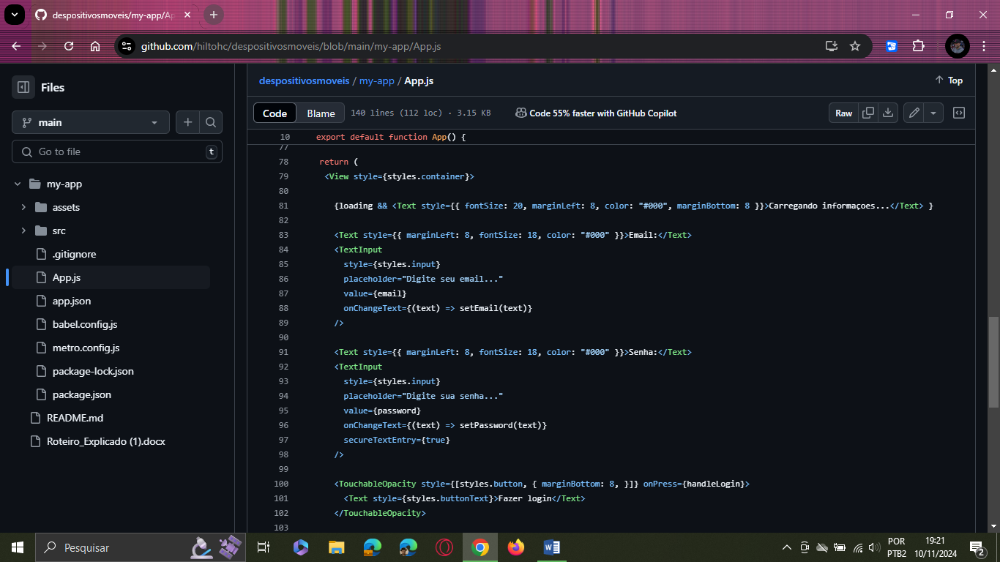 despositivosmoveis/my-app/Ap
github.com/hiltohc/despositivosmoveis/blob/main/my-app/App.js
Files
main
Go to file
t
my-app
assets
src
.gitignore
App.js
app.json
babel.config.js
metro.config.js
package-lock.json
package.json
README.md
Roteiro_Explicado (1).docx
despositivosmoveis / my-app / App.js
Top
Code
Blame
140 lines (112 loc) · 3.15 KB
Code 55% faster with GitHub Copilot
Raw
10 export default function App() {
77
78 return (
79 <View style={styles.container}>
80
81 {loading && <Text style={{ fontSize: 20, marginLeft: 8, color: "#000", marginBottom: 8 }}>Carregando informaçoes...</Text> }
82
83 <Text style={{ marginLeft: 8, fontSize: 18, color: "#000" }}>Email:</Text>
84 <TextInput
85 style={styles.input}
86 placeholder="Digite seu email..."
87 value={email}
88 onChangeText={(text) => setEmail(text)}
89 />
90
91 <Text style={{ marginLeft: 8, fontSize: 18, color: "#000" }}>Senha:</Text>
92 <TextInput
93 style={styles.input}
94 placeholder="Digite sua senha..."
95 value={password}
96 onChangeText={(text) => setPassword(text)}
97 secureTextEntry={true}
98 />
99
100 <TouchableOpacity style={[styles.button, { marginBottom: 8, }]} onPress={handleLogin}>
101 <Text style={styles.buttonText}>Fazer login</Text>
102 </TouchableOpacity>
103
Pesquisar
POR
PTB2
19:21
10/11/2024
2